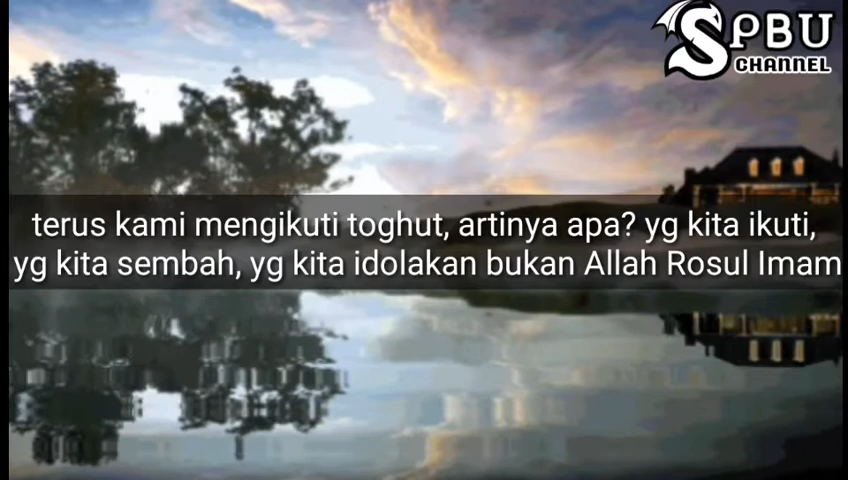 SPBU
CHANNEL
terus kami mengikuti toghut, artinya apa? yg kita ikuti,
yg kita sembah, yg kita idolakan bukan Allah Rosul Imam